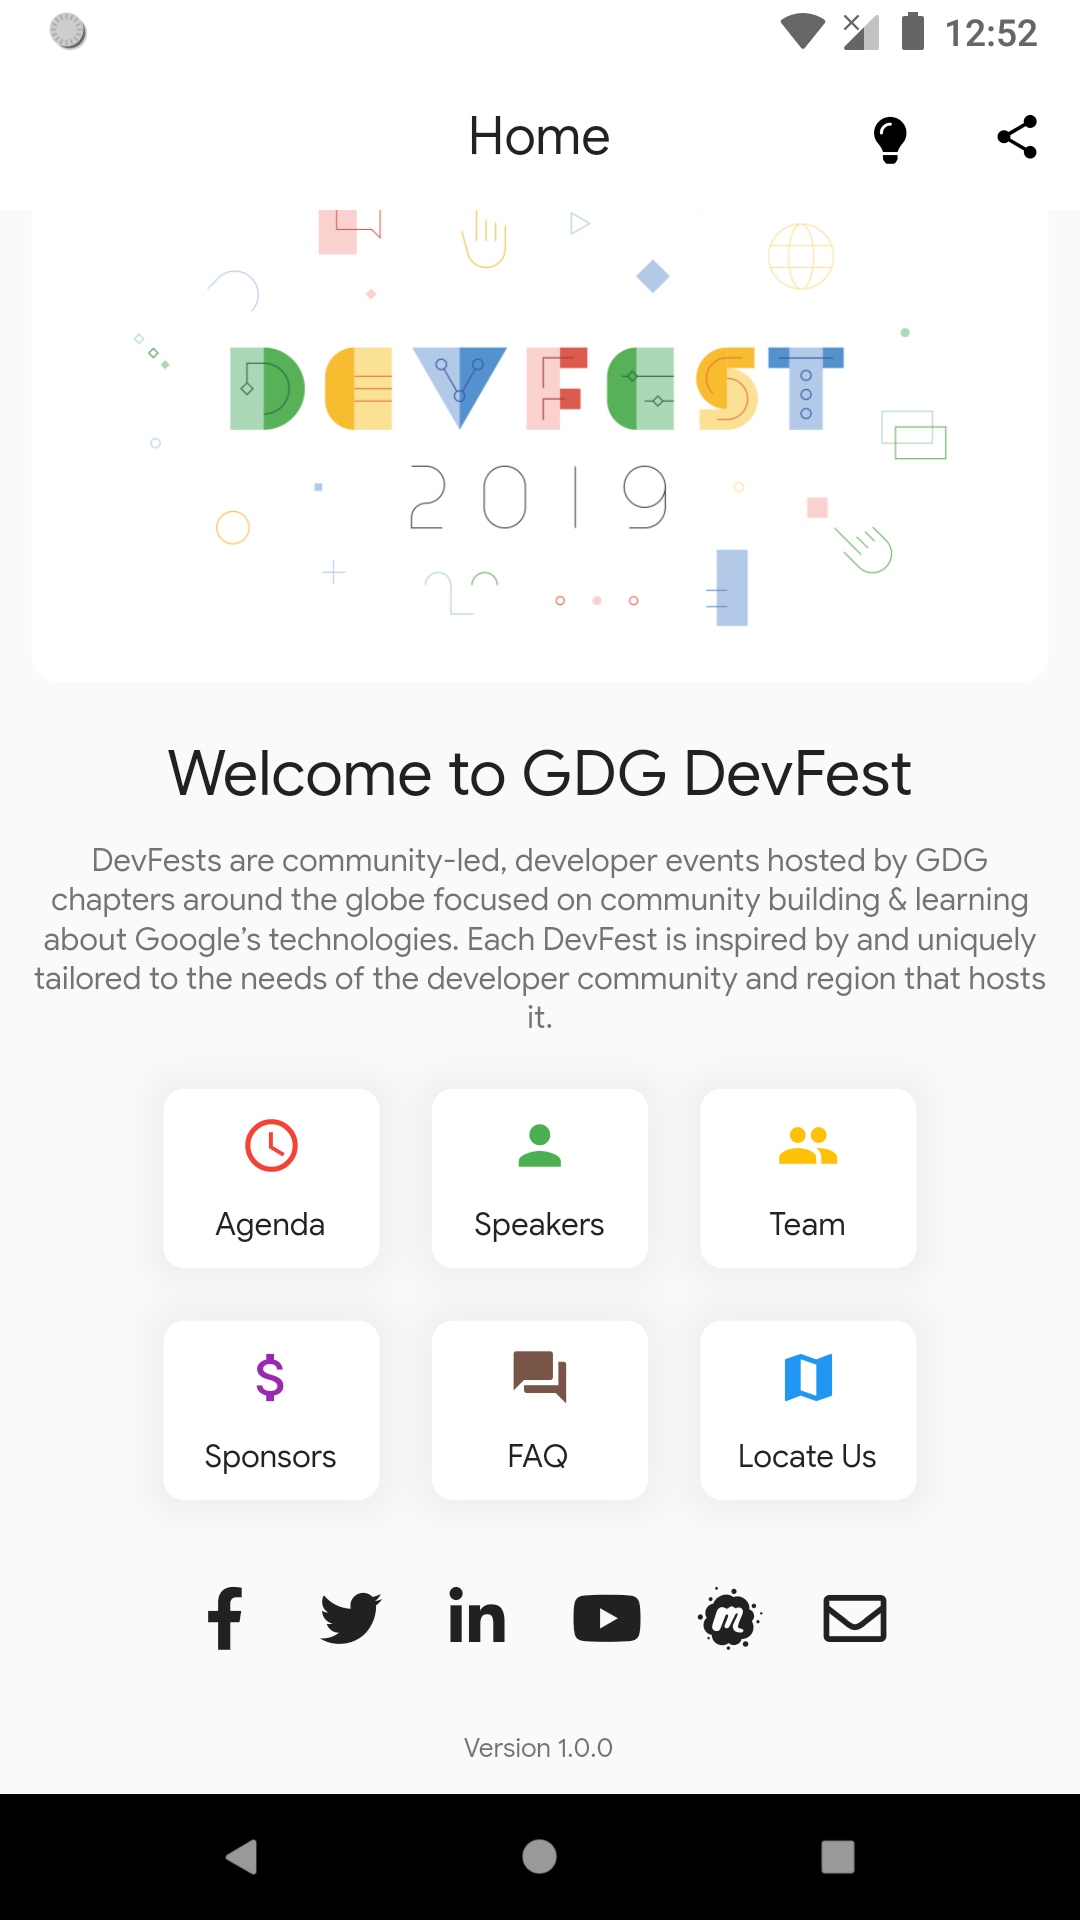 12:52
Home
DEVFEST
2019
Welcome to GDG DevFest
DevFests are community-led, developer events hosted by GDG
chapters around the globe focused on community building & learning
about Google’s technologies. Each DevFest is inspired by and uniquely
tailored to the needs of the developer community and region that hosts
it.
Agenda
Speakers
Team
Sponsors
FAQ
Locate Us
Version 1.0.0